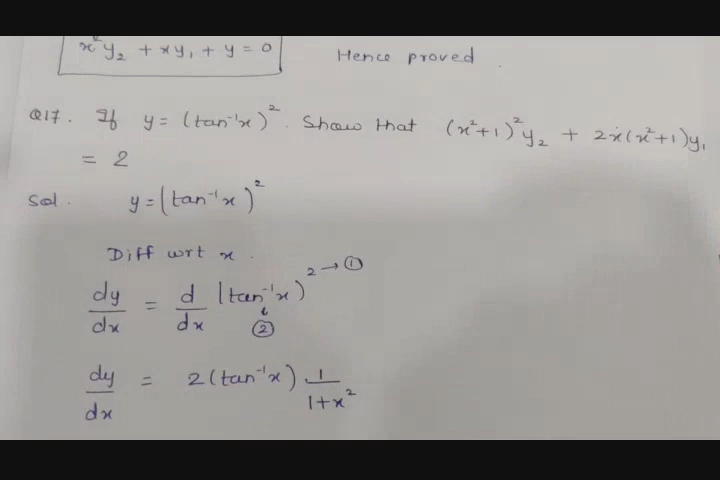 x²y₂ + xy₁ + y = 0 Hence proved.
Q17. If y = (tan⁻¹x)². Show that (x²+1)²y₂ + 2x(x²+1)y₁
= 2
Sol. y = (tan⁻¹x)²
Diff wrt x.
dy/dx = d/dx (tan⁻¹x)² → ①
②
dy/dx = 2(tan⁻¹x) 1/1+x²